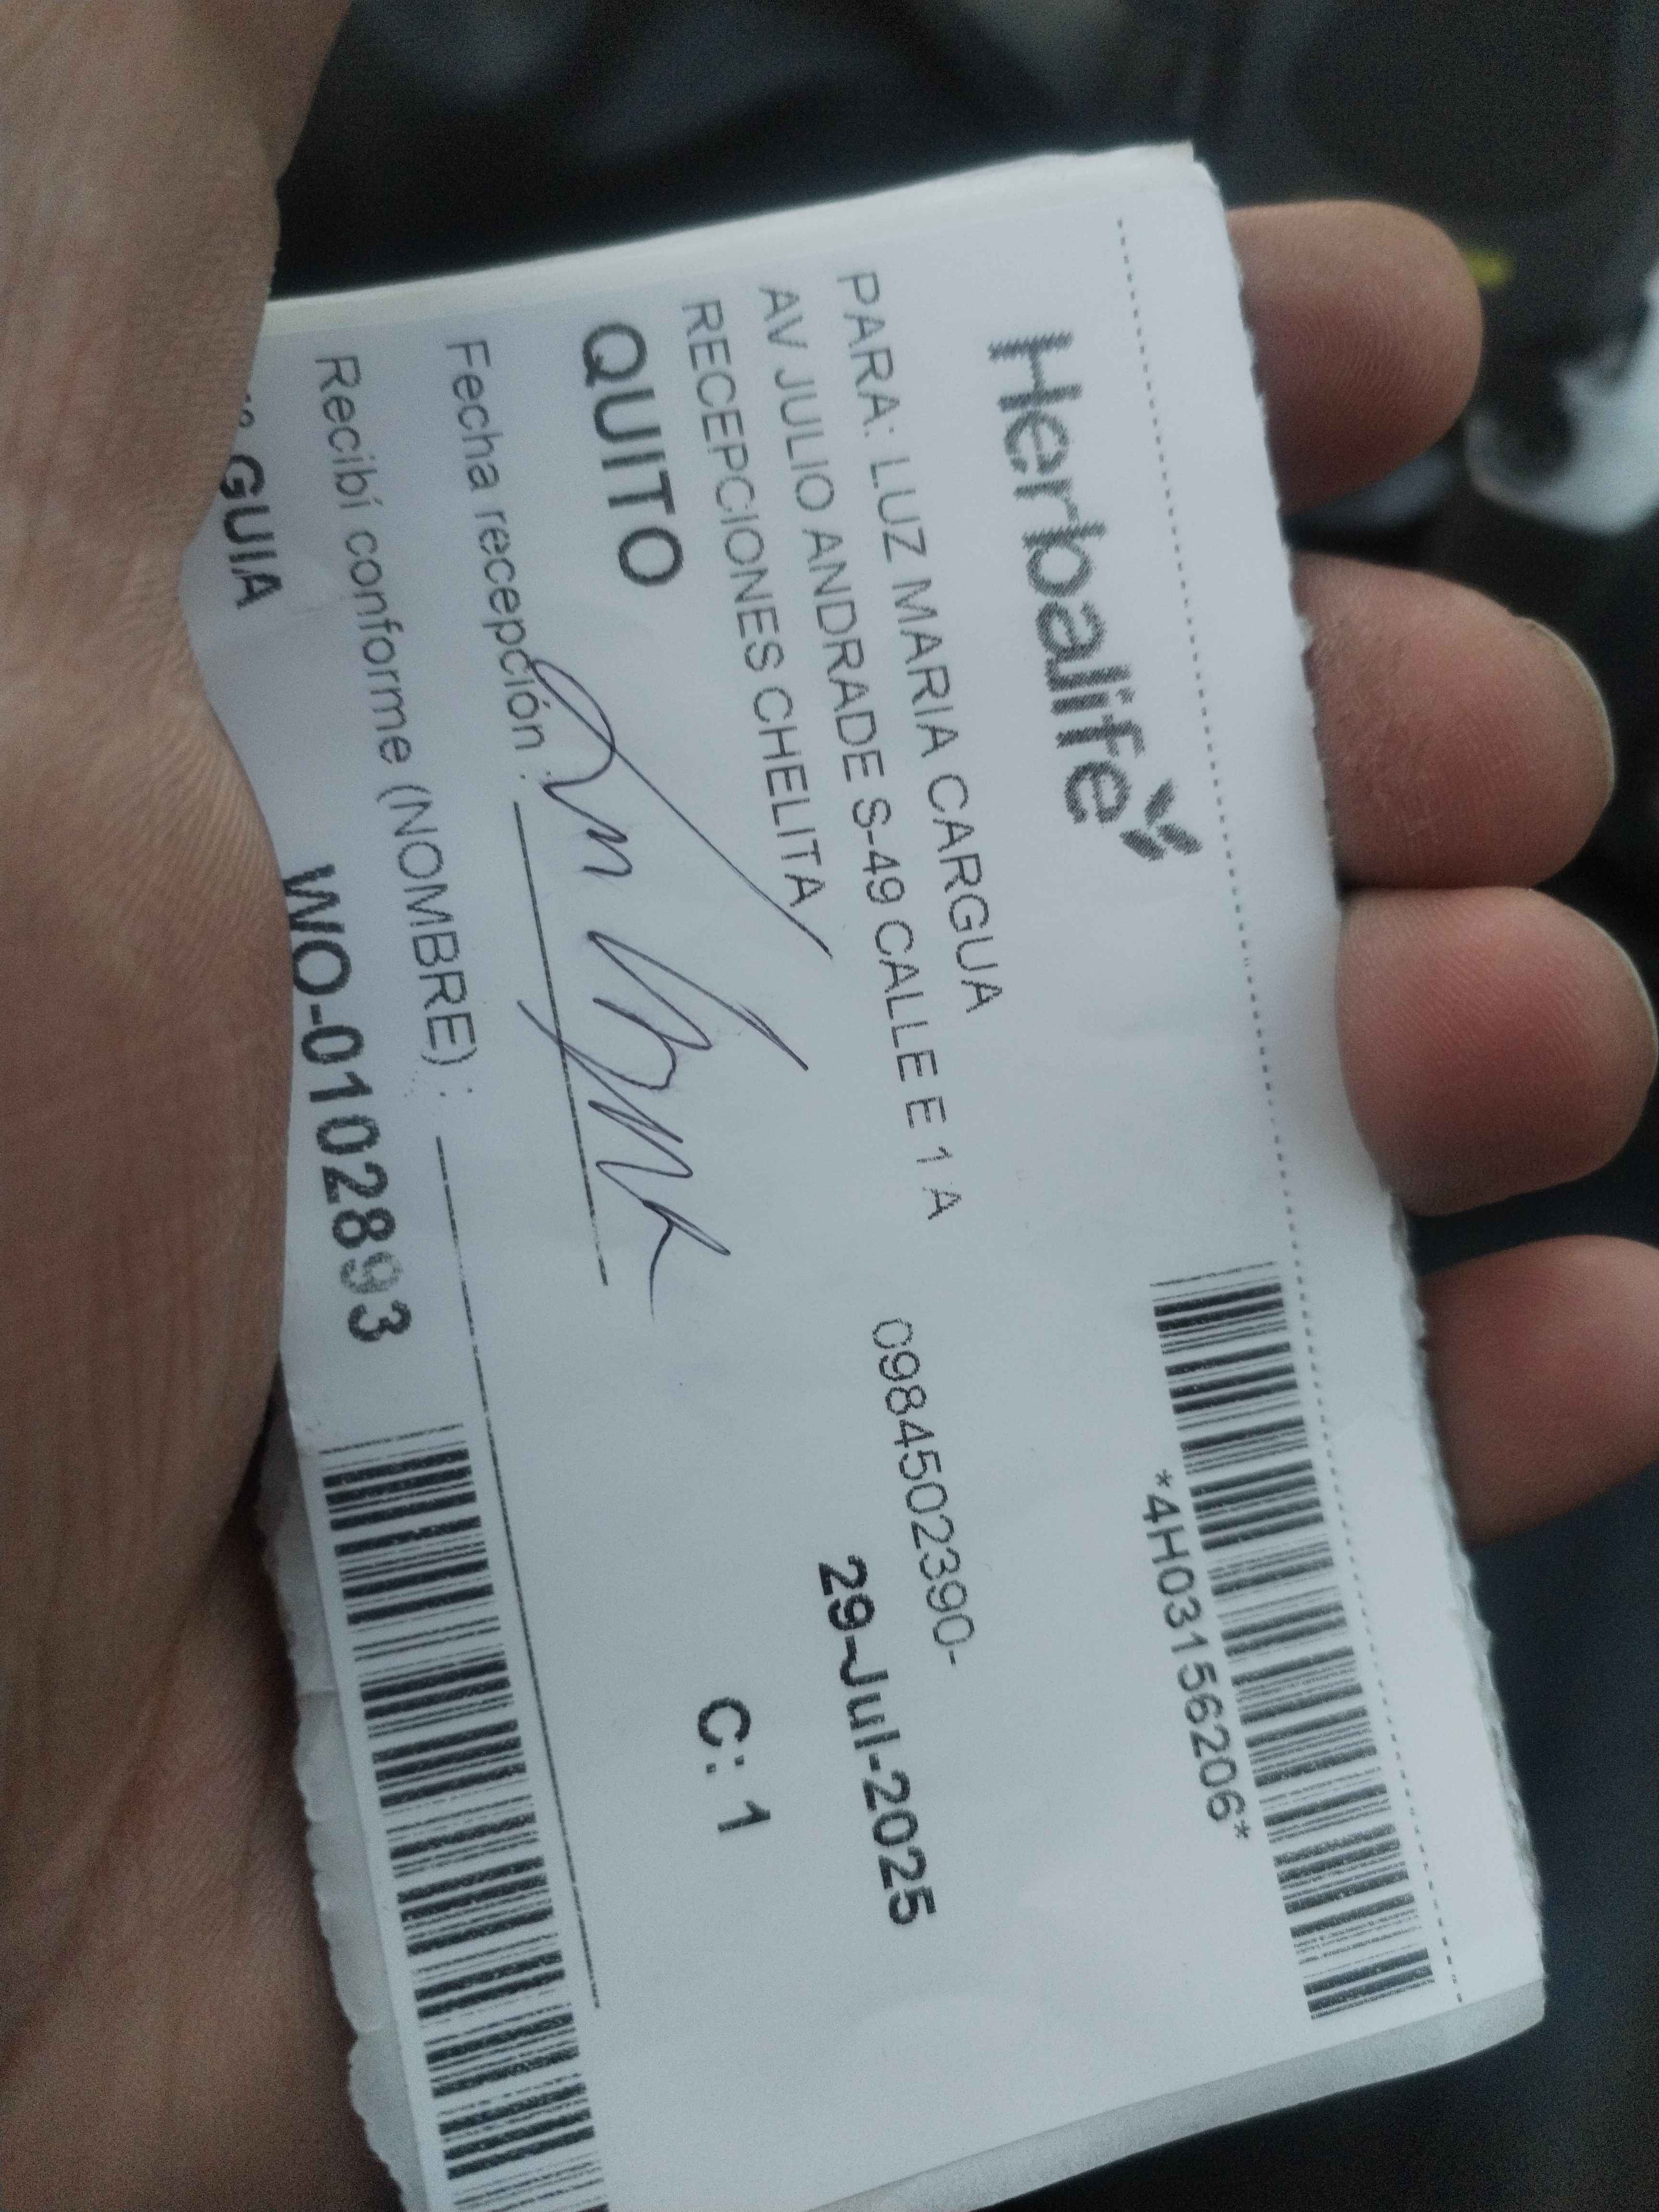 *4H03156206*
Herbalife
PARA: LUZ MARIA CARGUA
AV JULIO ANDRADE S-49 CALLE E 1 A
0984502390-
RECEPCIONES CHELITA
29-Jul-2025
QUITO
C: 1
Fecha recepción :
Recibí conforme (NOMBRE) :
GUIA
WO-0102893